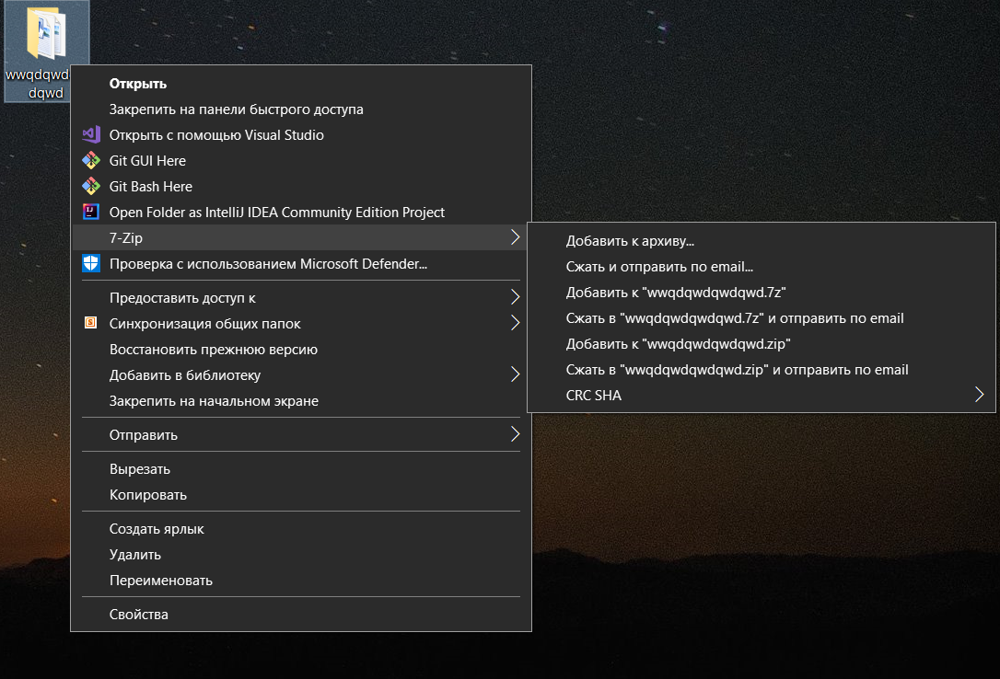 wwqdqwd
dqwd
Открыть
Закрепить на панели быстрого доступа
Открыть с помощью Visual Studio
Git GUI Here
Git Bash Here
Open Folder as IntelliJ IDEA Community Edition Project
7-Zip
Проверка с использованием Microsoft Defender...
Предоставить доступ к
Синхронизация общих папок
Восстановить прежнюю версию
Добавить в библиотеку
Закрепить на начальном экране
Отправить
Вырезать
Копировать
Создать ярлык
Удалить
Переименовать
Свойства
Добавить к архиву...
Сжать и отправить по email...
Добавить к "wwqdqwdqwdqwd.7z"
Сжать в "wwqdqwdqwdqwd.7z" и отправить по email
Добавить к "wwqdqwdqwdqwd.zip"
Сжать в "wwqdqwdqwdqwd.zip" и отправить по email
CRC SHA